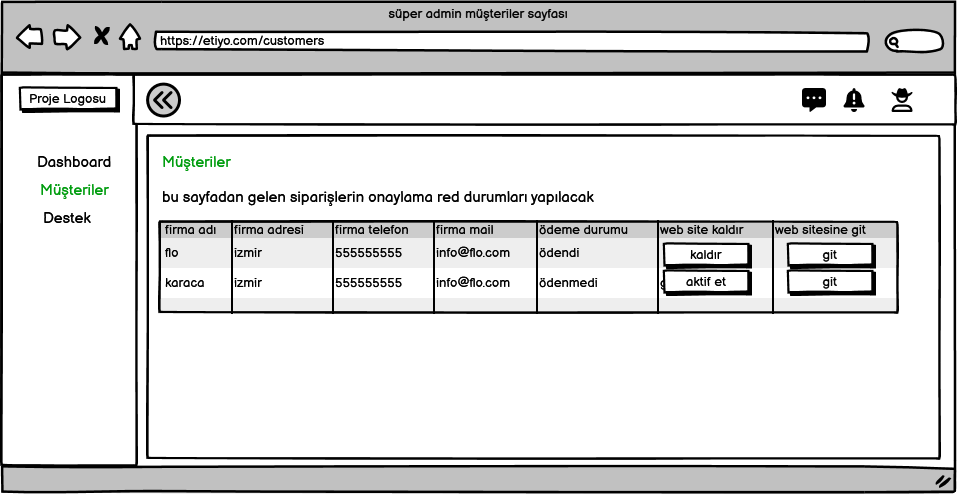 süper admin müşteriler sayfası
https://etiyo.com/customers
Proje Logosu
Dashboard
Müşteriler
Destek
Müşteriler
bu sayfadan gelen siparişlerin onaylama red durumları yapılacak
firma adı firma adresi firma telefon firma mail ödeme durumu web site kaldır web sitesine git
flo izmir 555555555 info@flo.com ödendi kaldır git
karaca izmir 555555555 info@flo.com ödenmedi aktif et git